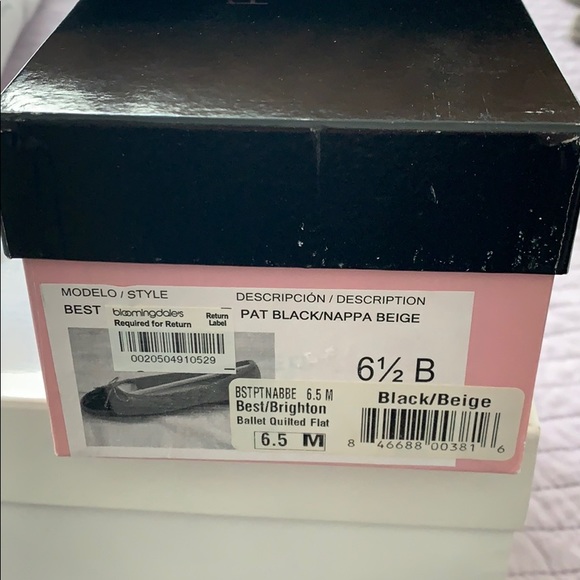 MODELO / STYLE
DESCRIPCIÓN / DESCRIPTION
BEST
PAT BLACK/NAPPA BEIGE
bloomingdale's
Return
Required for Return
Label
0020504910529
6½ B
BSTPTNABBE 6.5 M
Best/Brighton
Ballet Quilted Flat
6.5 M
Black/Beige
8 46688 00381 6